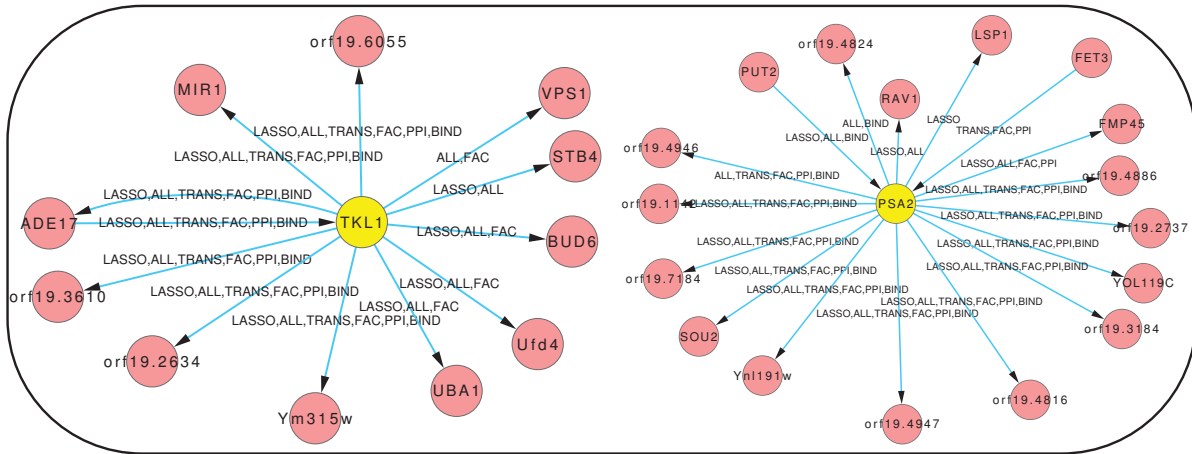 orf19.6055
MIR1
VPS1
LASSO,ALL,TRANS,FAC,PPI,BIND
LASSO,ALL,TRANS,FAC,PPI,BIND
ALL,FAC
STB4
LASSO,ALL
LASSO,ALL,TRANS,FAC,PPI,BIND
ADE17
LASSO,ALL,TRANS,FAC,PPI,BIND
TKL1
LASSO,ALL,FAC
BUD6
LASSO,ALL,TRANS,FAC,PPI,BIND
orf19.3610
LASSO,ALL,TRANS,FAC,PPI,BIND
LASSO,ALL,FAC
LASSO,ALL,FAC
LASSO,ALL,TRANS,FAC,PPI,BIND
orf19.2634
Ufd4
UBA1
Ym315w
LSP1
orf19.4824
FET3
PUT2
RAV1
LASSO
ALL,BIND
TRANS,FAC,PPI
FMP45
LASSO,ALL,BIND
orf19.4946
LASSO,ALL
LASSO,ALL,FAC,PPI
ALL,TRANS,FAC,PPI,BIND
orf19.4886
LASSO,ALL,TRANS,FAC,PPI,BIND
orf19.1142
LASSO,ALL,TRANS,FAC,PPI,BIND
PSA2
LASSO,ALL,TRANS,FAC,PPI,BIND
orf19.2737
LASSO,ALL,TRANS,FAC,PPI,BIND
LASSO,ALL,TRANS,FAC,PPI,BIND
orf19.7184
LASSO,ALL,TRANS,FAC,PPI,BIND
LASSO,ALL,TRANS,FAC,PPI,BIND
YOL119C
LASSO,ALL,TRANS,FAC,PPI,BIND
LASSO,ALL,TRANS,FAC,PPI,BIND
LASSO,ALL,TRANS,FAC,PPI,BIND
orf19.3184
SOU2
Ynl191w
orf19.4816
orf19.4947